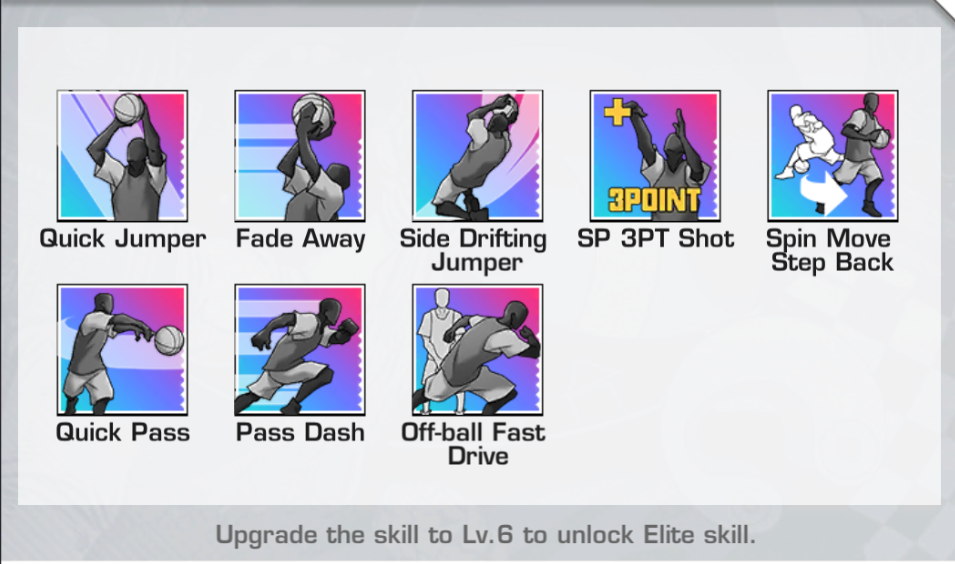 3POINT
Quick Jumper
Fade Away
Side Drifting
Jumper
SP 3PT Shot
Spin Move
Step Back
Quick Pass
Pass Dash
Off-ball Fast
Drive
Upgrade the skill to Lv.6 to unlock Elite skill.